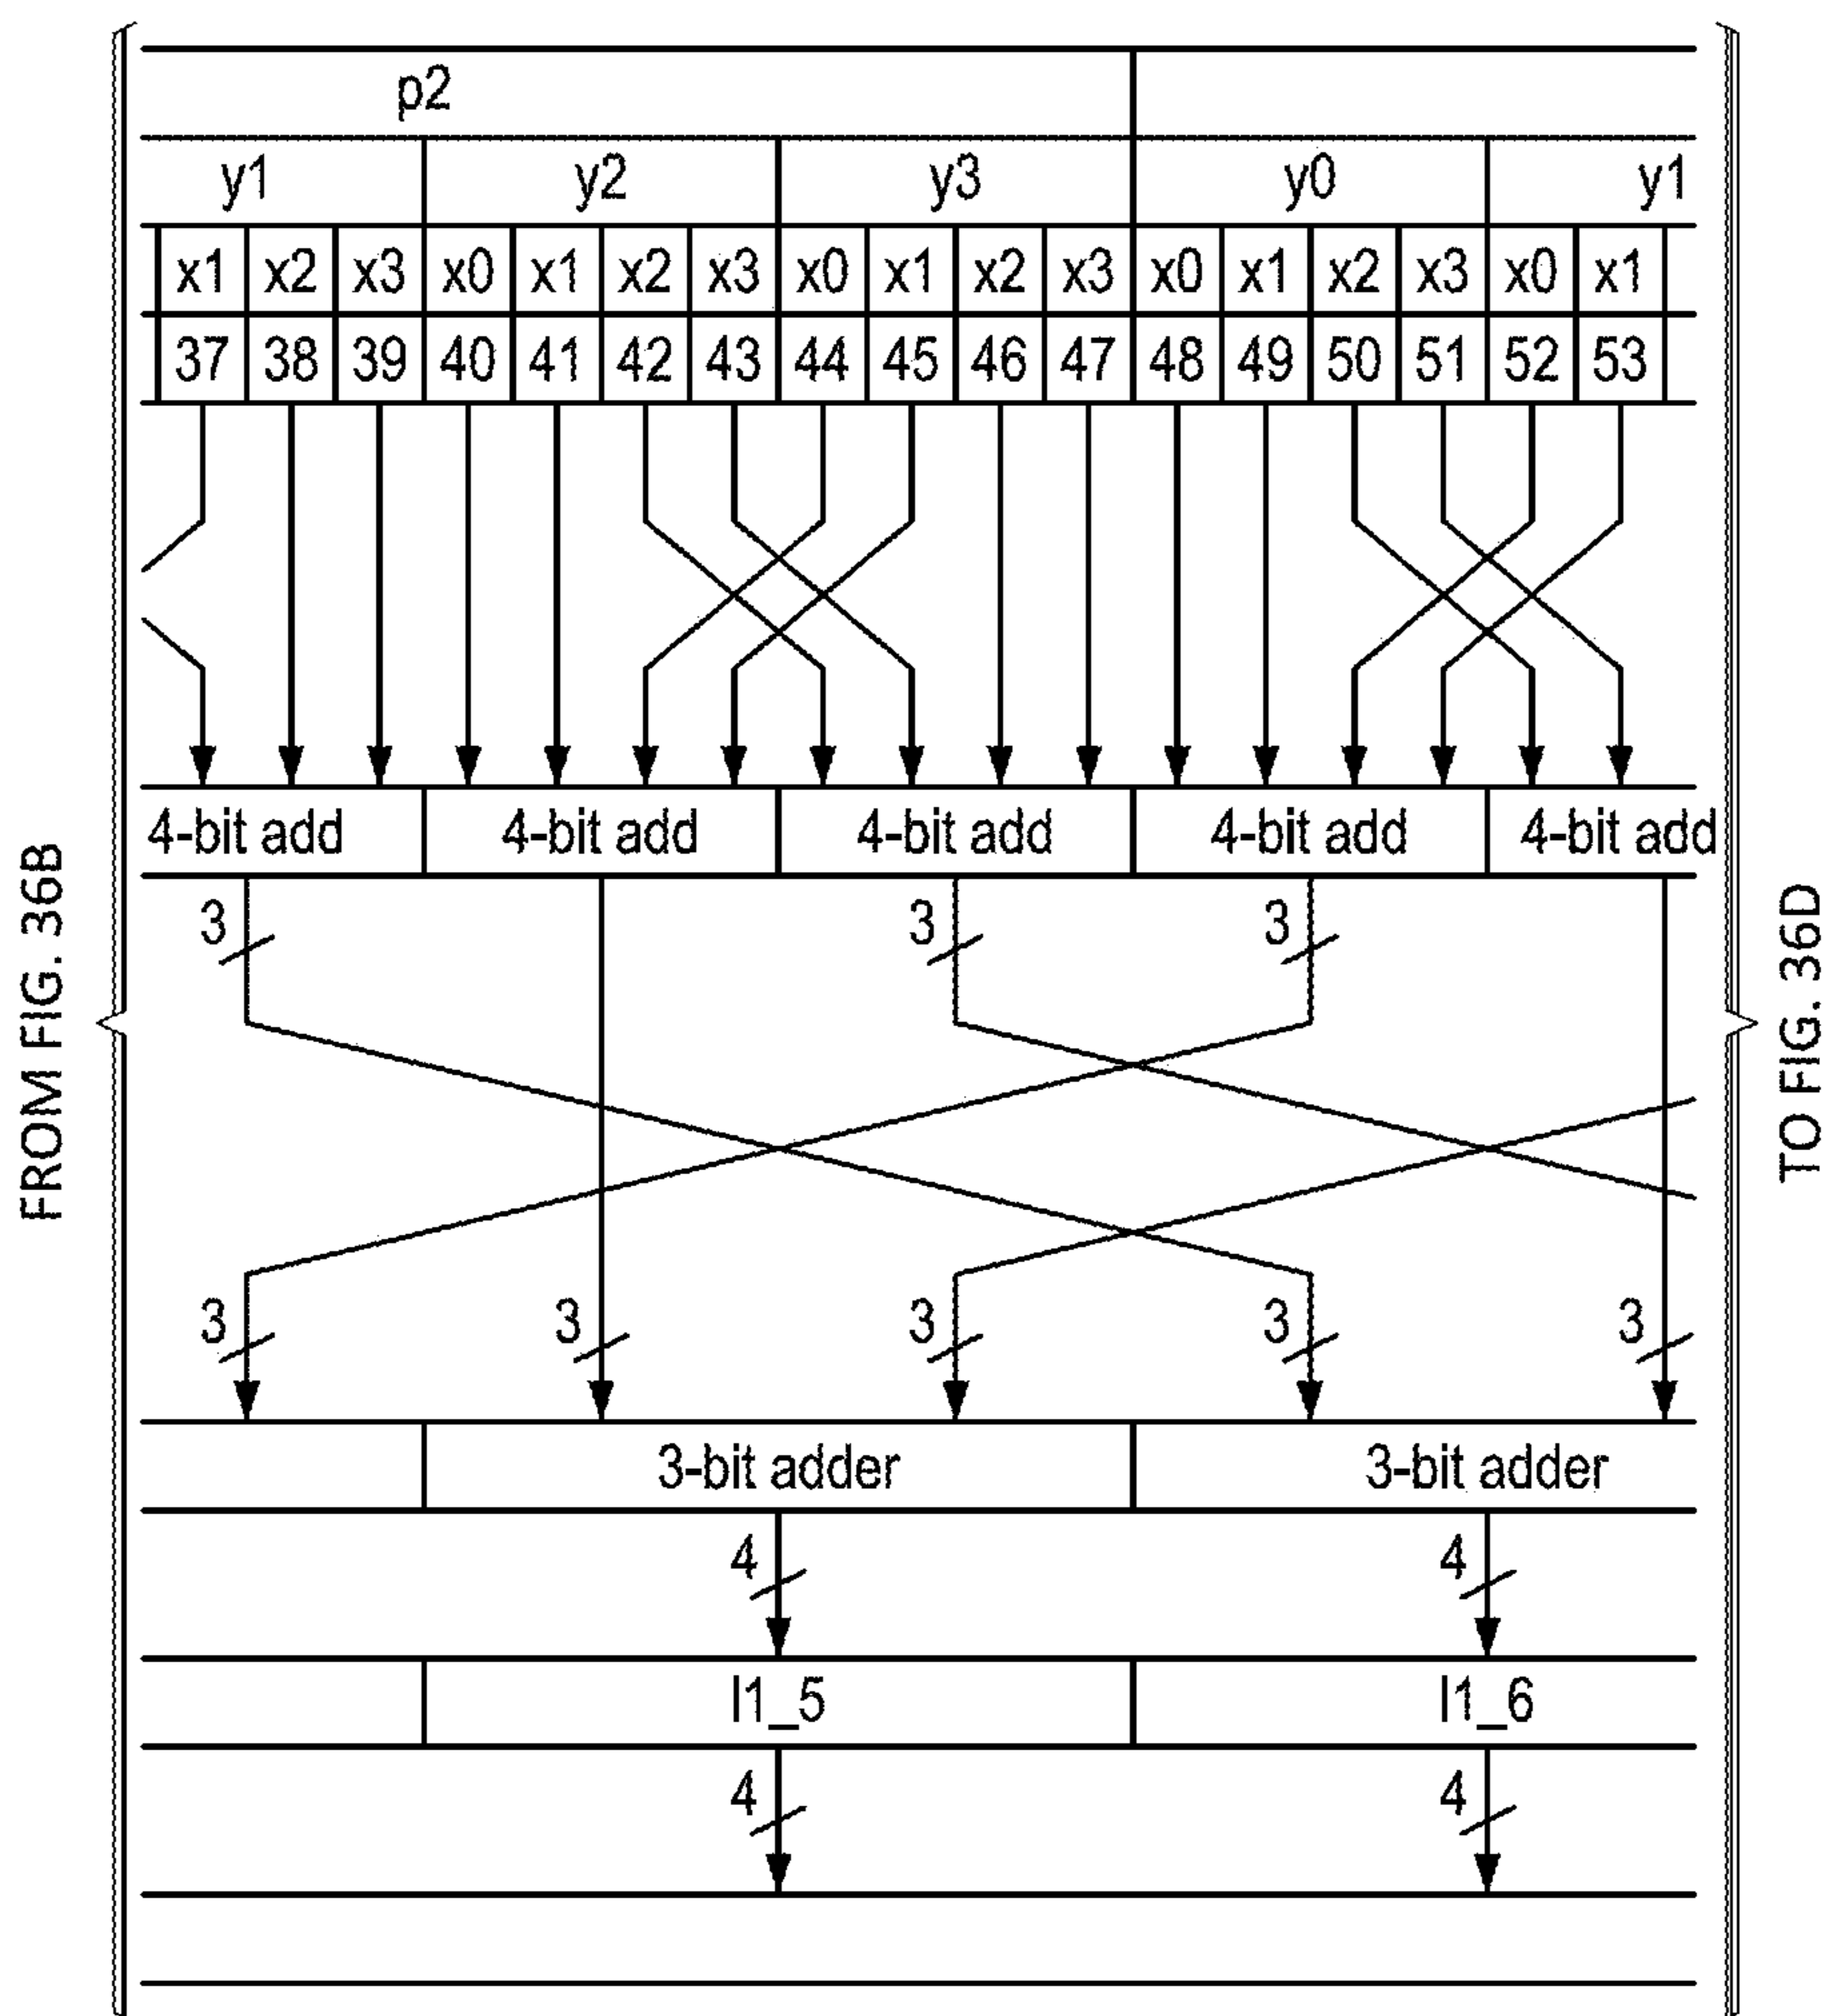 p2
y1 y2 y3 y0 y1
x1 x2 x3 x0 x1 x2 x3 x0 x1 x2 x3 x0 x1 x2 x3 x0 x1
37 38 39 40 41 42 43 44 45 46 47 48 49 50 51 52 53
4-bit add 4-bit add 4-bit add 4-bit add 4-bit add
3 3 3
3 3 3 3 3
3-bit adder 3-bit adder
4 4
l1_5 l1_6
4 4
FROM FIG. 36B
TO FIG. 36D